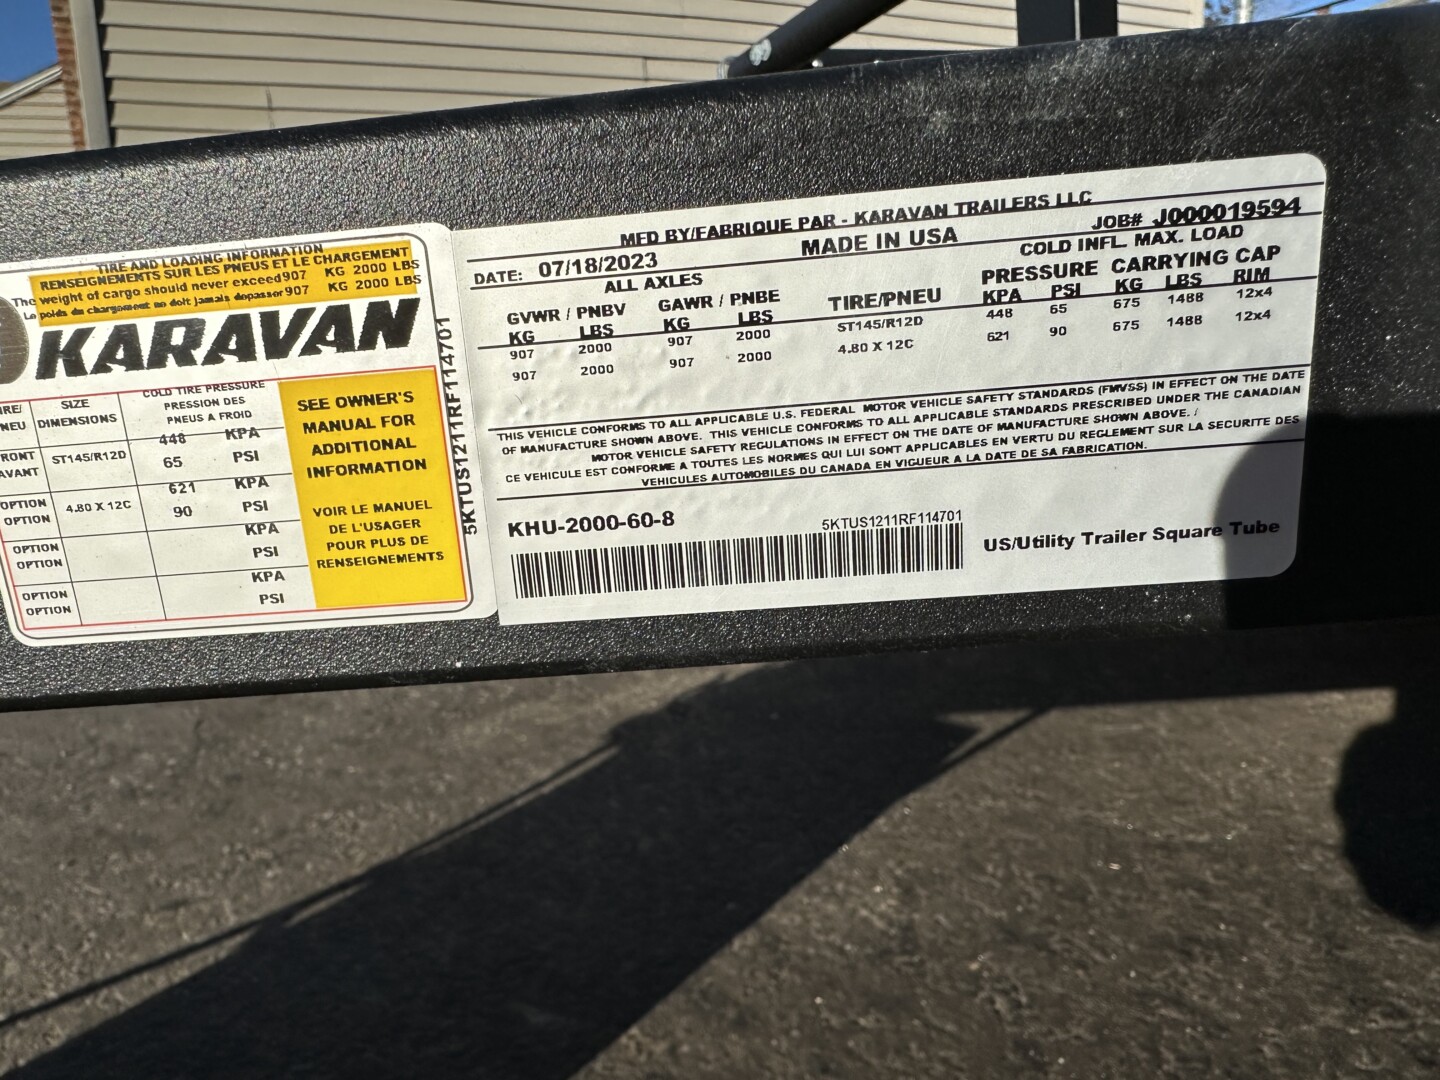 TIRE AND LOADING INFORMATION
RENSEIGNEMENTS SUR LES PNEUS ET LE CHARGEMENT
The weight of cargo should never exceed 907 KG 2000 LBS
Le poids du chargement ne doit jamais depasser 907 KG 2000 LBS
KARAVAN
SIZE
DIMENSIONS
COLD TIRE PRESSURE
PRESSION DES
PNEUS A FROID
ST145/R12D
448 KPA
65 PSI
OPTION
OPTION
4.80 X 12C
621 KPA
90 PSI
OPTION
OPTION
KPA
PSI
OPTION
OPTION
KPA
PSI
SEE OWNER'S
MANUAL FOR
ADDITIONAL
INFORMATION
VOIR LE MANUEL
DE L'USAGER
POUR PLUS DE
RENSEIGNEMENTS
5KTUS1211RF114701
MFD BY/FABRIQUE PAR - KARAVAN TRAILERS LLC
DATE: 07/18/2023 MADE IN USA JOB# J000019594
ALL AXLES COLD INFL. MAX. LOAD
GVWR / PNBV GAWR / PNBE TIRE/PNEU PRESSURE CARRYING CAP
KG LBS KG LBS KPA PSI KG LBS RIM
907 2000 907 2000 ST145/R12D 448 65 675 1488 12x4
907 2000 907 2000 4.80 X 12C 621 90 675 1488 12x4
THIS VEHICLE CONFORMS TO ALL APPLICABLE U.S. FEDERAL MOTOR VEHICLE SAFETY STANDARDS (FMVSS) IN EFFECT ON THE DATE
OF MANUFACTURE SHOWN ABOVE. THIS VEHICLE CONFORMS TO ALL APPLICABLE STANDARDS PRESCRIBED UNDER THE CANADIAN
MOTOR VEHICLE SAFETY REGULATIONS IN EFFECT ON THE DATE OF MANUFACTURE SHOWN ABOVE. /
CE VEHICULE EST CONFORME A TOUTES LES NORMES QUI LUI SONT APPLICABLES EN VERTU DU REGLEMENT SUR LA SECURITE DES
VEHICULES AUTOMOBILES DU CANADA EN VIGUEUR A LA DATE DE SA FABRICATION.
KHU-2000-60-8
5KTUS1211RF114701
US/Utility Trailer Square Tube